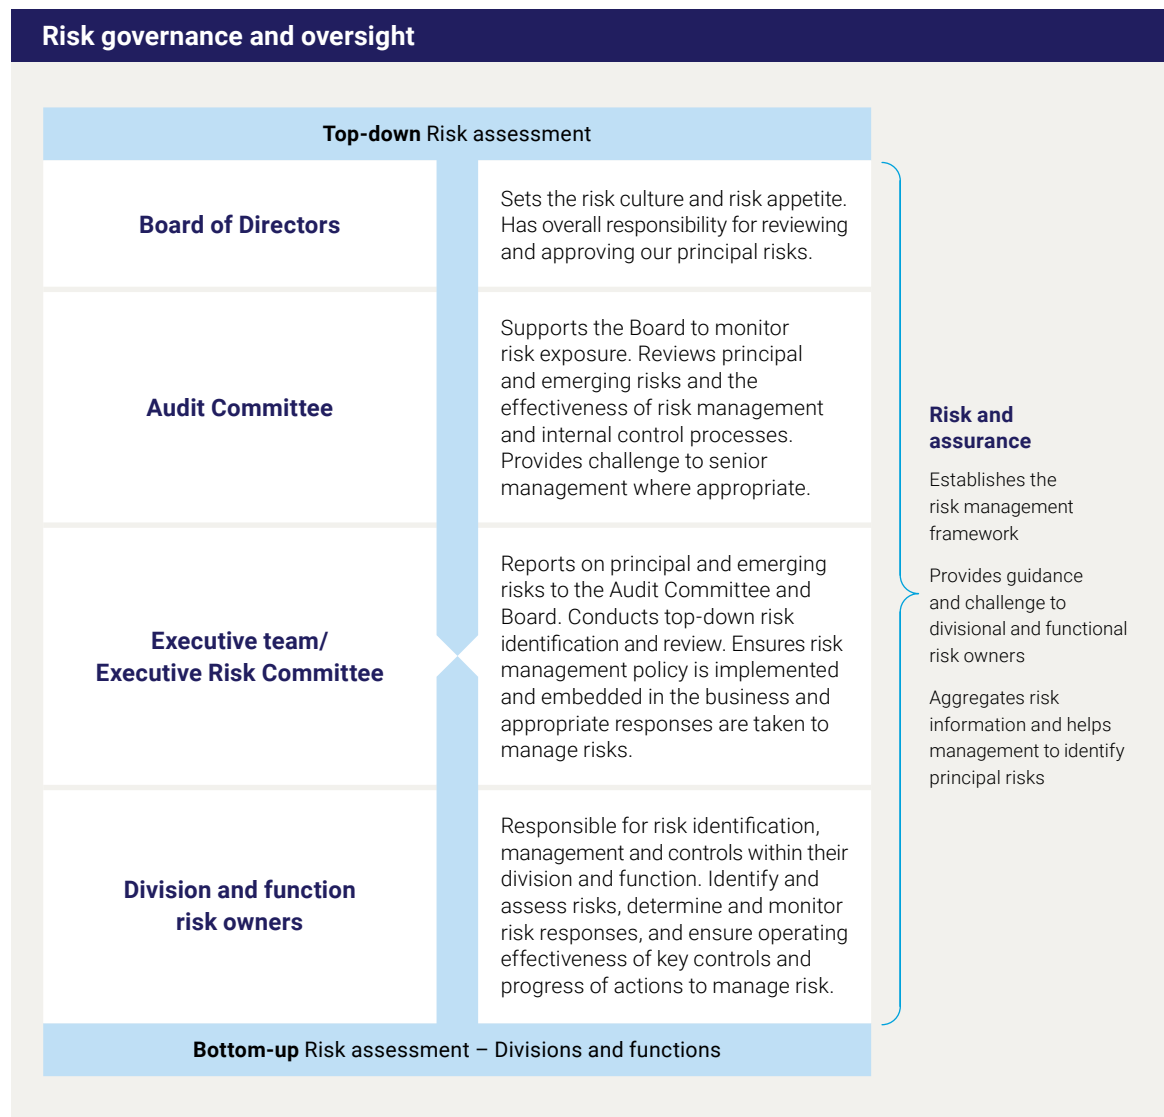 Risk governance and oversight
Top-down Risk assessment
Board of Directors
Sets the risk culture and risk appetite.
Has overall responsibility for reviewing
and approving our principal risks.
Audit Committee
Supports the Board to monitor
risk exposure. Reviews principal
and emerging risks and the
effectiveness of risk management
and internal control processes.
Provides challenge to senior
management where appropriate.
Executive team/
Executive Risk Committee
Reports on principal and emerging
risks to the Audit Committee and
Board. Conducts top-down risk
identification and review. Ensures risk
management policy is implemented
and embedded in the business and
appropriate responses are taken to
manage risks.
Division and function
risk owners
Responsible for risk identification,
management and controls within their
division and function. Identify and
assess risks, determine and monitor
risk responses, and ensure operating
effectiveness of key controls and
progress of actions to manage risk.
Bottom-up Risk assessment – Divisions and functions
Risk and
assurance
Establishes the
risk management
framework
Provides guidance
and challenge to
divisional and functional
risk owners
Aggregates risk
information and helps
management to identify
principal risks